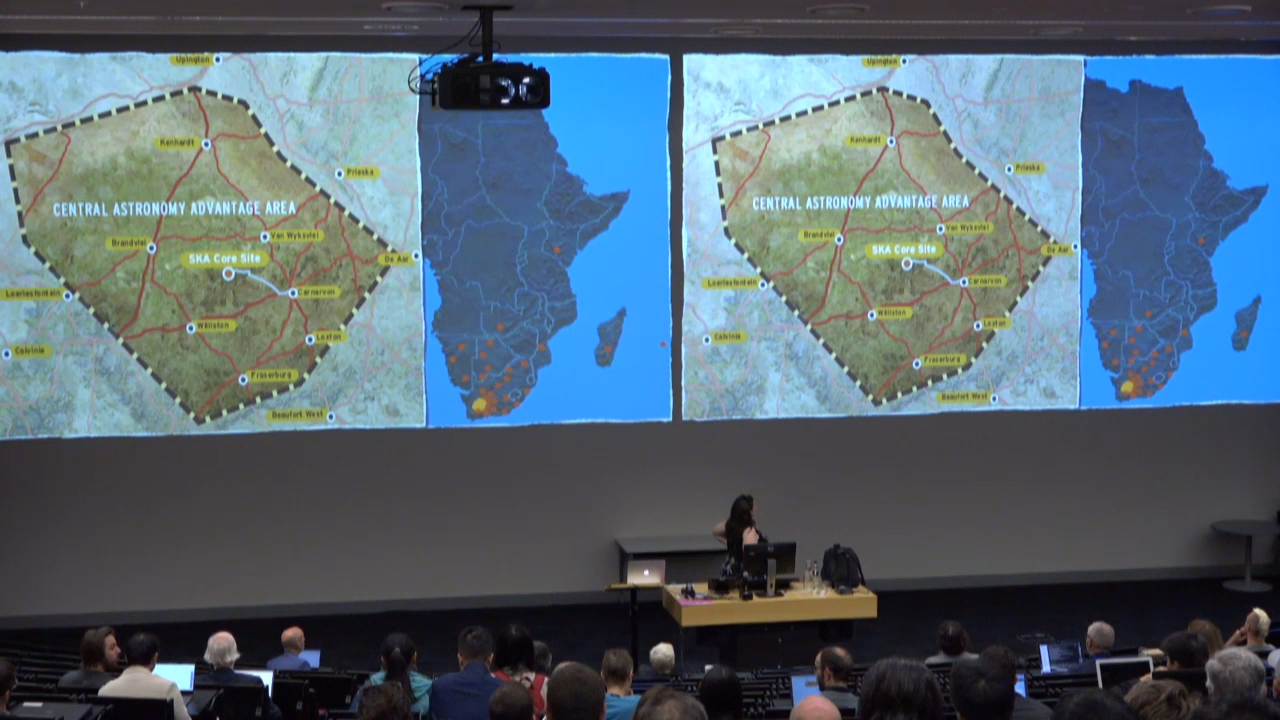 Upington
Kenhardt
Prieska
CENTRAL ASTRONOMY ADVANTAGE AREA
Van Wyksvlei
Brandvlei
SKA Core Site
De Aar
Loeriesfontein
Carnarvon
Williston
Loxton
Calvinia
Fraserburg
Beaufort West
Upington
Kenhardt
Prieska
CENTRAL ASTRONOMY ADVANTAGE AREA
Van Wyksvlei
Brandvlei
SKA Core Site
De Aar
Loeriesfontein
Carnarvon
Williston
Loxton
Calvinia
Fraserburg
Beaufort West